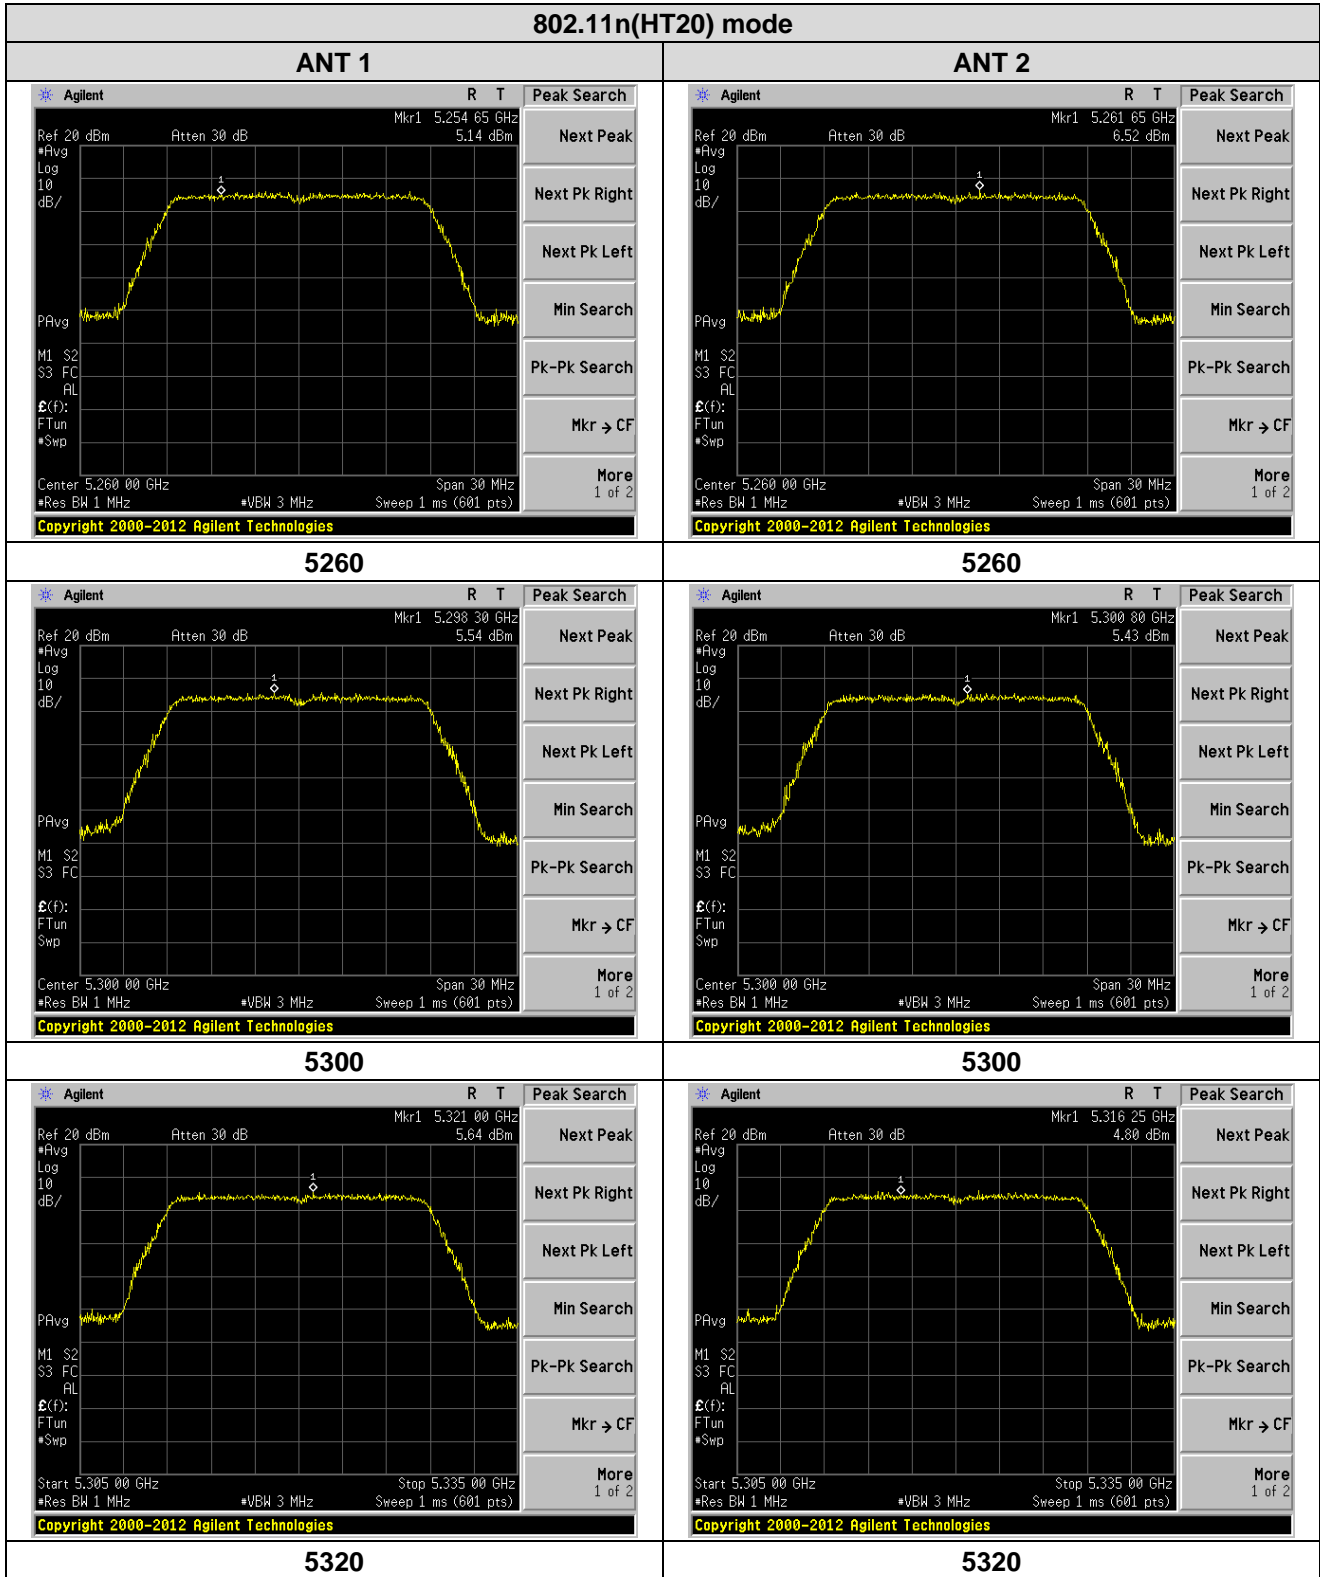 802.11n(HT20) mode
ANT 1
ANT 2
Agilent R T Peak Search
Mkr1 5.254 65 GHz
Ref 20 dBm Atten 30 dB 5.14 dBm
#Avg
Log
10
dB/
1
PAvg
M1 S2
S3 FC
AL
£(f):
FTun
#Swp
Center 5.260 00 GHz Span 30 MHz
#Res BW 1 MHz #VBW 3 MHz Sweep 1 ms (601 pts)
Copyright 2000-2012 Agilent Technologies
Next Peak
Next Pk Right
Next Pk Left
Min Search
Pk-Pk Search
Mkr → CF
More
1 of 2
Agilent R T Peak Search
Mkr1 5.261 65 GHz
Ref 20 dBm Atten 30 dB 6.52 dBm
#Avg
Log
10
dB/
1
PAvg
M1 S2
S3 FC
AL
£(f):
FTun
#Swp
Center 5.260 00 GHz Span 30 MHz
#Res BW 1 MHz #VBW 3 MHz Sweep 1 ms (601 pts)
Copyright 2000-2012 Agilent Technologies
Next Peak
Next Pk Right
Next Pk Left
Min Search
Pk-Pk Search
Mkr → CF
More
1 of 2
5260
5260
Agilent R T Peak Search
Mkr1 5.298 30 GHz
Ref 20 dBm Atten 30 dB 5.54 dBm
#Avg
Log
10
dB/
1
PAvg
M1 S2
S3 FC
£(f):
FTun
Swp
Center 5.300 00 GHz Span 30 MHz
#Res BW 1 MHz #VBW 3 MHz Sweep 1 ms (601 pts)
Copyright 2000-2012 Agilent Technologies
Next Peak
Next Pk Right
Next Pk Left
Min Search
Pk-Pk Search
Mkr → CF
More
1 of 2
Agilent R T Peak Search
Mkr1 5.300 80 GHz
Ref 20 dBm Atten 30 dB 5.43 dBm
#Avg
Log
10
dB/
1
PAvg
M1 S2
S3 FC
£(f):
FTun
Swp
Center 5.300 00 GHz Span 30 MHz
#Res BW 1 MHz #VBW 3 MHz Sweep 1 ms (601 pts)
Copyright 2000-2012 Agilent Technologies
Next Peak
Next Pk Right
Next Pk Left
Min Search
Pk-Pk Search
Mkr → CF
More
1 of 2
5300
5300
Agilent R T Peak Search
Mkr1 5.321 00 GHz
Ref 20 dBm Atten 30 dB 5.64 dBm
#Avg
Log
10
dB/
1
PAvg
M1 S2
S3 FC
AL
£(f):
FTun
#Swp
Start 5.305 00 GHz Stop 5.335 00 GHz
#Res BW 1 MHz #VBW 3 MHz Sweep 1 ms (601 pts)
Copyright 2000-2012 Agilent Technologies
Next Peak
Next Pk Right
Next Pk Left
Min Search
Pk-Pk Search
Mkr → CF
More
1 of 2
Agilent R T Peak Search
Mkr1 5.316 25 GHz
Ref 20 dBm Atten 30 dB 4.80 dBm
#Avg
Log
10
dB/
1
PAvg
M1 S2
S3 FC
AL
£(f):
FTun
#Swp
Start 5.305 00 GHz Stop 5.335 00 GHz
#Res BW 1 MHz #VBW 3 MHz Sweep 1 ms (601 pts)
Copyright 2000-2012 Agilent Technologies
Next Peak
Next Pk Right
Next Pk Left
Min Search
Pk-Pk Search
Mkr → CF
More
1 of 2
5320
5320